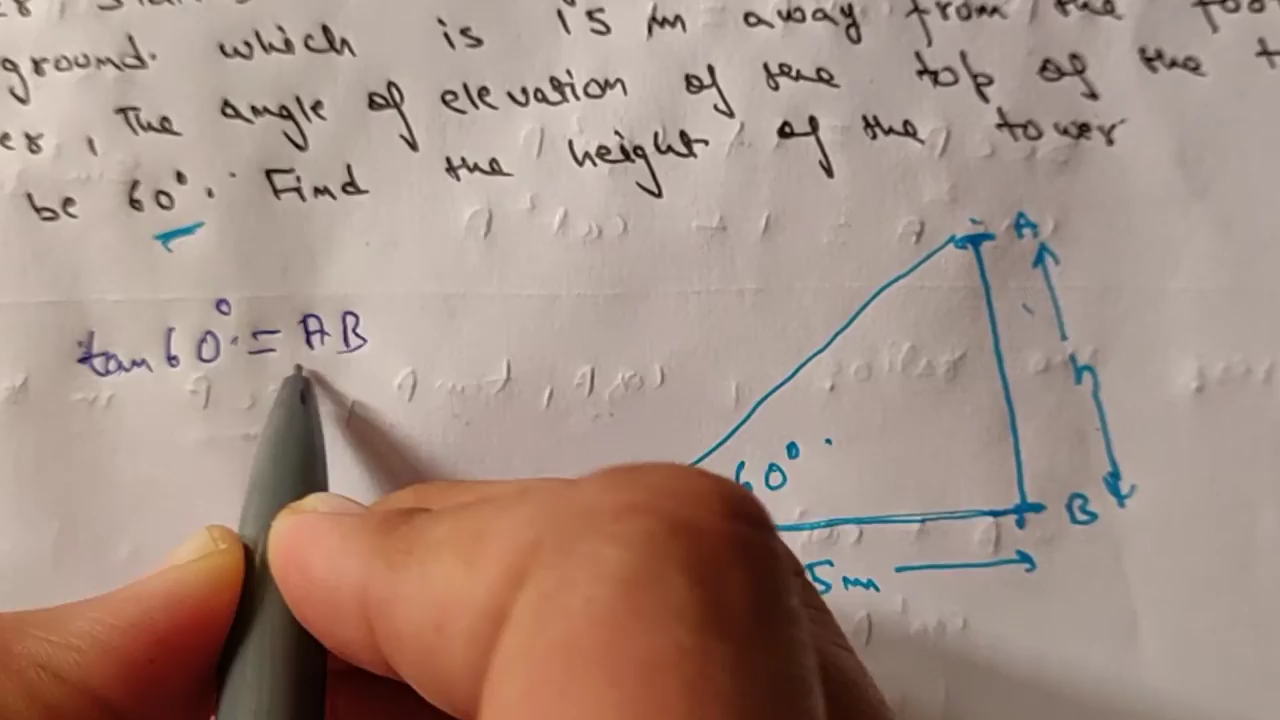 ground. which is 15 m away from the foo
er, The angle of elevation of the top of the t
be 60°. Find the height of the tower
tan 60° = AB
A
h
60°
B
5m